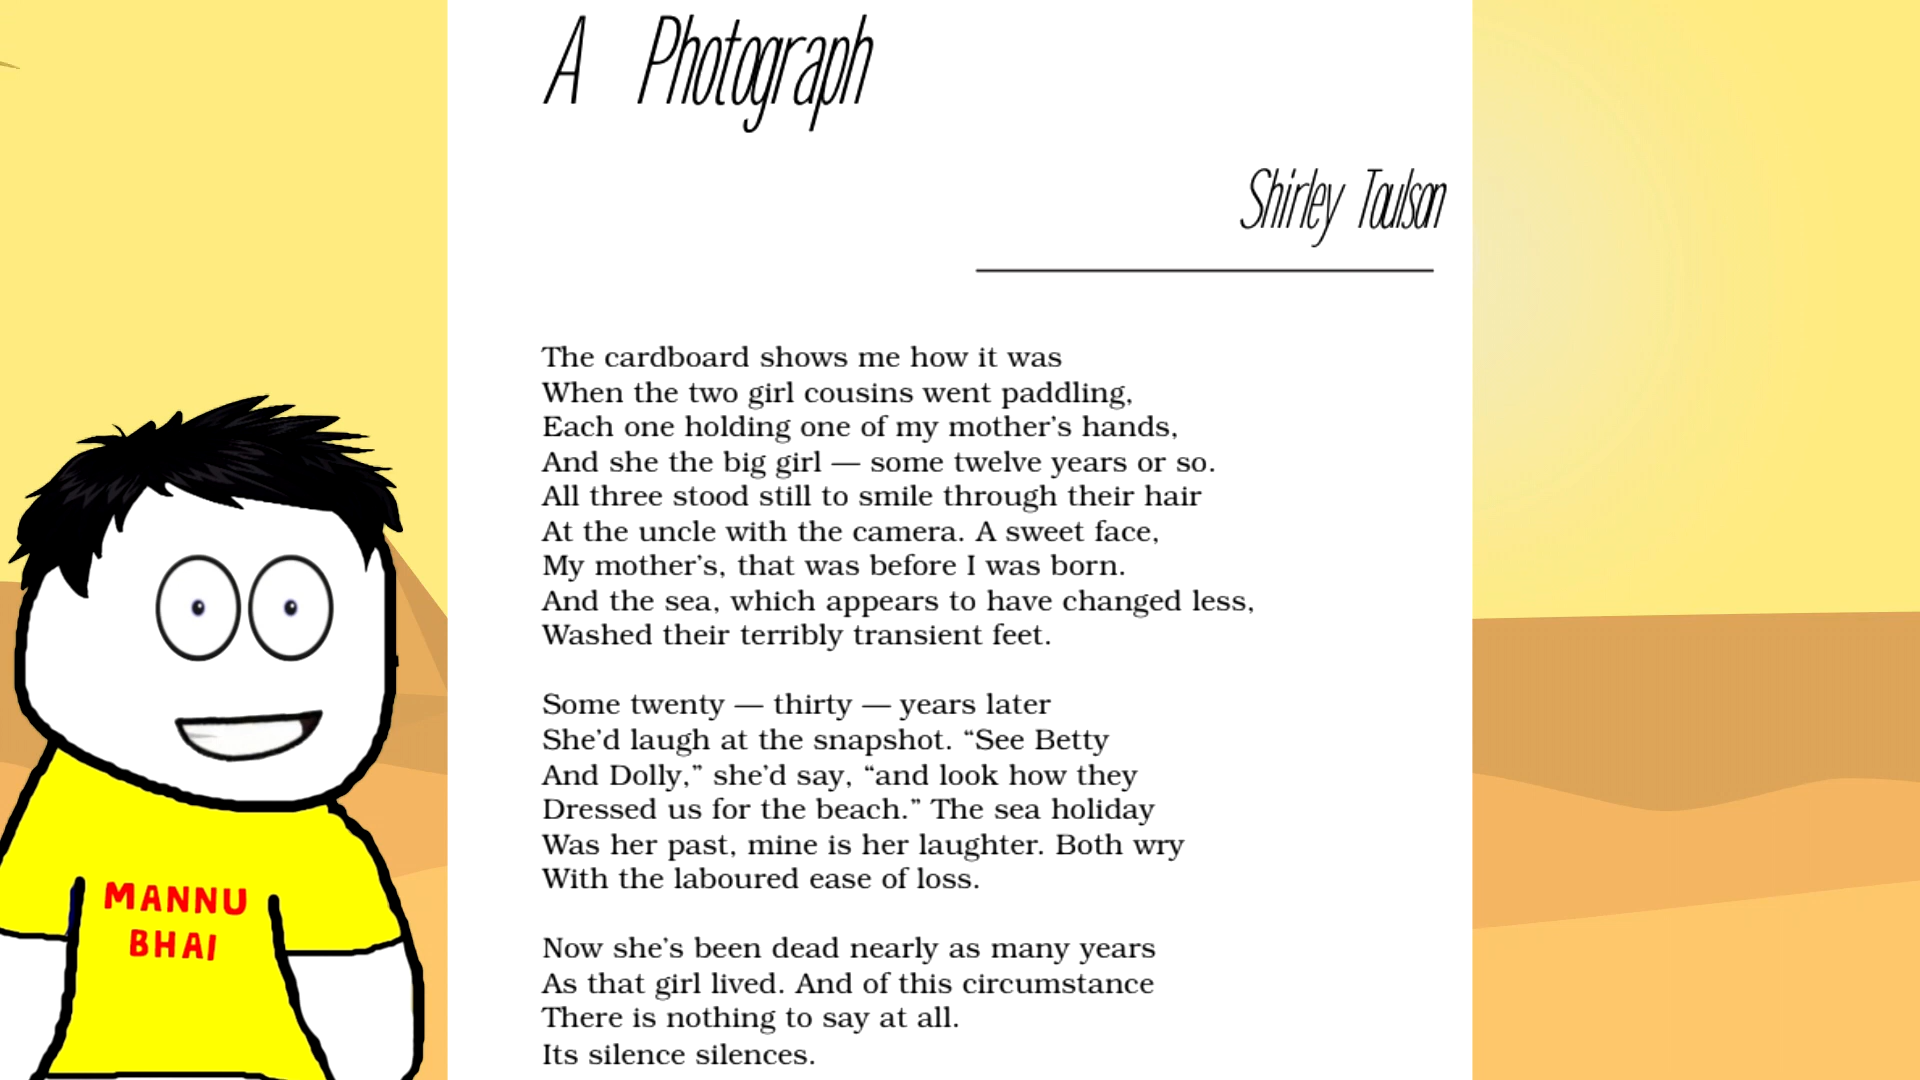 A Photograph
Shirley Toulson
The cardboard shows me how it was
When the two girl cousins went paddling,
Each one holding one of my mother’s hands,
And she the big girl — some twelve years or so.
All three stood still to smile through their hair
At the uncle with the camera. A sweet face,
My mother’s, that was before I was born.
And the sea, which appears to have changed less,
Washed their terribly transient feet.
Some twenty — thirty — years later
She’d laugh at the snapshot. “See Betty
And Dolly,” she’d say, “and look how they
Dressed us for the beach.” The sea holiday
Was her past, mine is her laughter. Both wry
With the laboured ease of loss.
Now she’s been dead nearly as many years
As that girl lived. And of this circumstance
There is nothing to say at all.
Its silence silences.
MANNU
BHAI